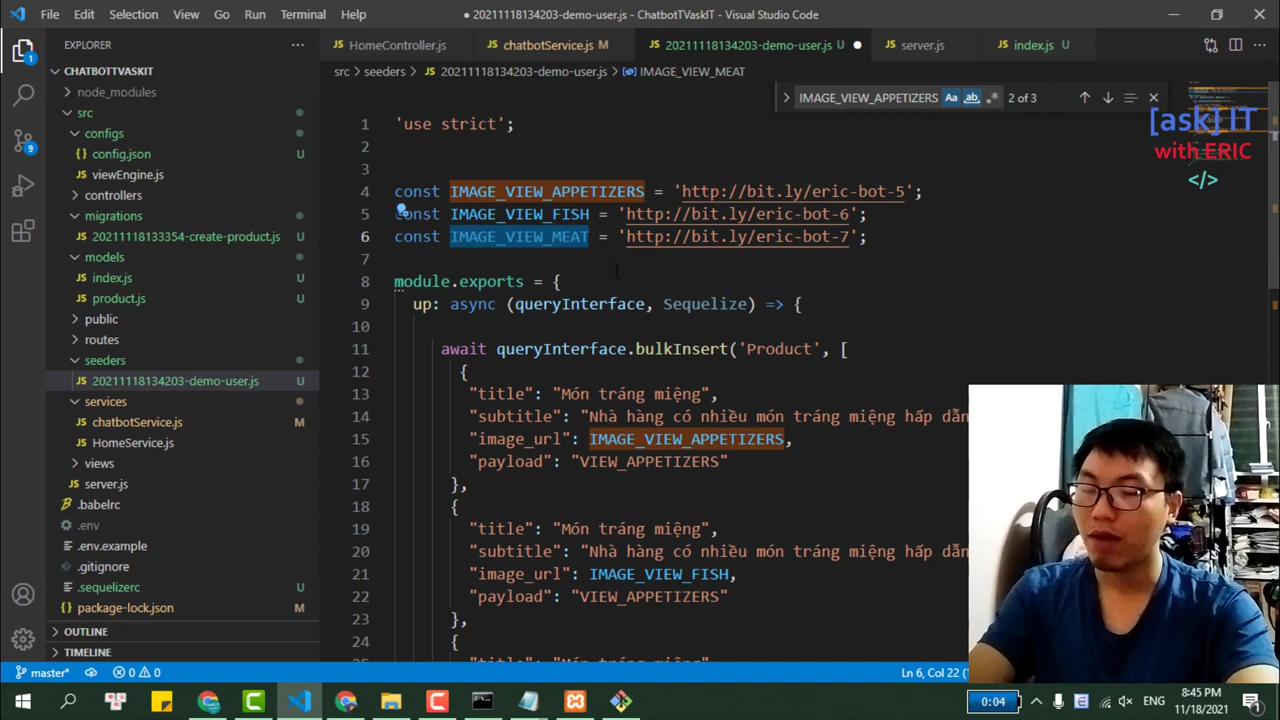 File Edit Selection View Go Run Terminal Help
● 20211118134203-demo-user.js - ChatbotTVaskIT - Visual Studio Code
EXPLORER
JS HomeController.js
JS chatbotService.js M
JS 20211118134203-demo-user.js U
JS server.js
JS index.js U
CHATBOTTVASKIT
src > seeders > JS 20211118134203-demo-user.js > IMAGE_VIEW_MEAT
node_modules
IMAGE_VIEW_APPETIZERS Aa ab 2 of 3
src
configs
config.json U
viewEngine.js
controllers
migrations
20211118133354-create-product.js U
models
index.js U
product.js U
public
routes
seeders
20211118134203-demo-user.js U
services
chatbotService.js M
HomeService.js
views
server.js
.babelrc
.env
.env.example
.gitignore
.sequelizerc U
package-lock.json M
OUTLINE
TIMELINE
1 'use strict';
2
3
4 const IMAGE_VIEW_APPETIZERS = 'http://bit.ly/eric-bot-5';
5 const IMAGE_VIEW_FISH = 'http://bit.ly/eric-bot-6';
6 const IMAGE_VIEW_MEAT = 'http://bit.ly/eric-bot-7';
7
8 module.exports = {
9 up: async (queryInterface, Sequelize) => {
10
11 await queryInterface.bulkInsert('Product', [
12 {
13 "title": "Món tráng miệng",
14 "subtitle": "Nhà hàng có nhiều món tráng miệng hấp dẫn
15 "image_url": IMAGE_VIEW_APPETIZERS,
16 "payload": "VIEW_APPETIZERS"
17 },
18 {
19 "title": "Món tráng miệng",
20 "subtitle": "Nhà hàng có nhiều món tráng miệng hấp dẫn
21 "image_url": IMAGE_VIEW_FISH,
22 "payload": "VIEW_APPETIZERS"
23 },
24 {
[ask] IT
with ERIC
</>
1
9
master* 0 0
Ln 6, Col 22 (1
0:04
ENG
8:45 PM
11/18/2021
1